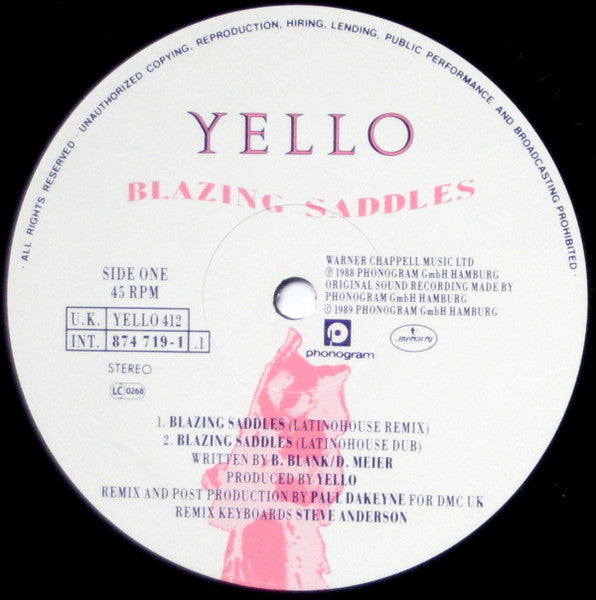 · ALL RIGHTS RESERVED · UNAUTHORIZED COPYING, REPRODUCTION, HIRING, LENDING, PUBLIC PERFORMANCE AND BROADCASTING PROHIBITED ·
YELLO
BLAZING SADDLES
SIDE ONE
45 RPM
U.K. YELLO 412
INT. 874 719-1 .1
STEREO
LC 0268
WARNER CHAPPELL MUSIC LTD
℗ 1988 PHONOGRAM GmbH HAMBURG
ORIGINAL SOUND RECORDING MADE BY
PHONOGRAM GmbH HAMBURG
© 1989 PHONOGRAM GmbH HAMBURG
phonogram
mercury
1. BLAZING SADDLES (LATINOHOUSE REMIX)
2. BLAZING SADDLES (LATINOHOUSE DUB)
WRITTEN BY B. BLANK/D. MEIER
PRODUCED BY YELLO
REMIX AND POST PRODUCTION BY PAUL DAKEYNE FOR DMC UK
REMIX KEYBOARDS STEVE ANDERSON